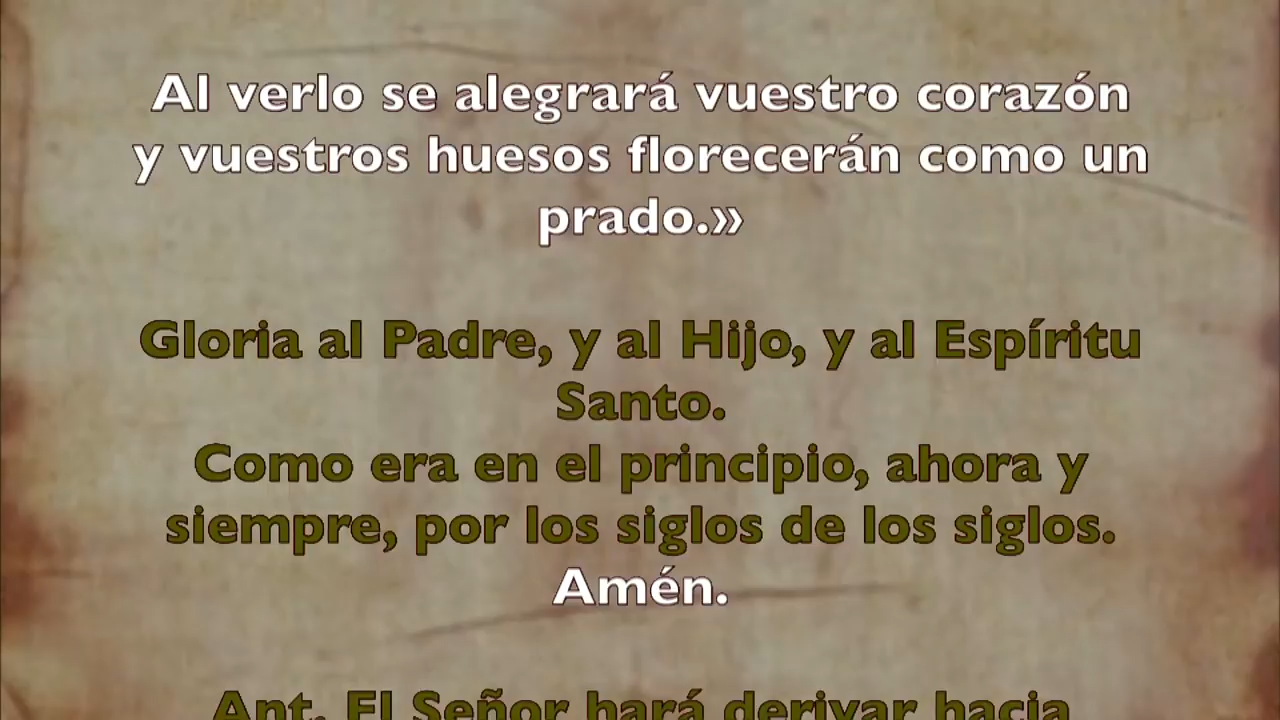 Al verlo se alegrará vuestro corazón
y vuestros huesos florecerán como un
prado.»
Gloria al Padre, y al Hijo, y al Espíritu
Santo.
Como era en el principio, ahora y
siempre, por los siglos de los siglos.
Amén.
Ant. El Señor hará derivar hacia